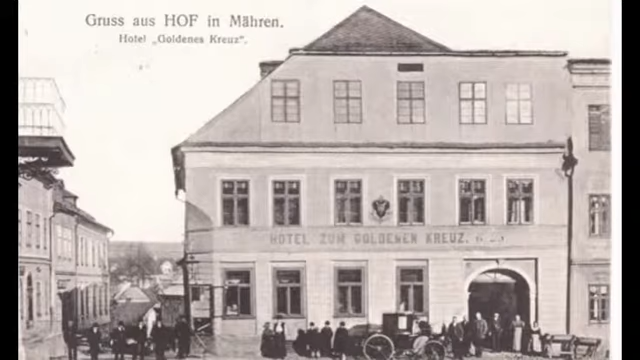 Gruss aus HOF in Mähren.
Hotel „Goldenes Kreuz".
HOTEL ZUM GOLDENEN KREUZ.